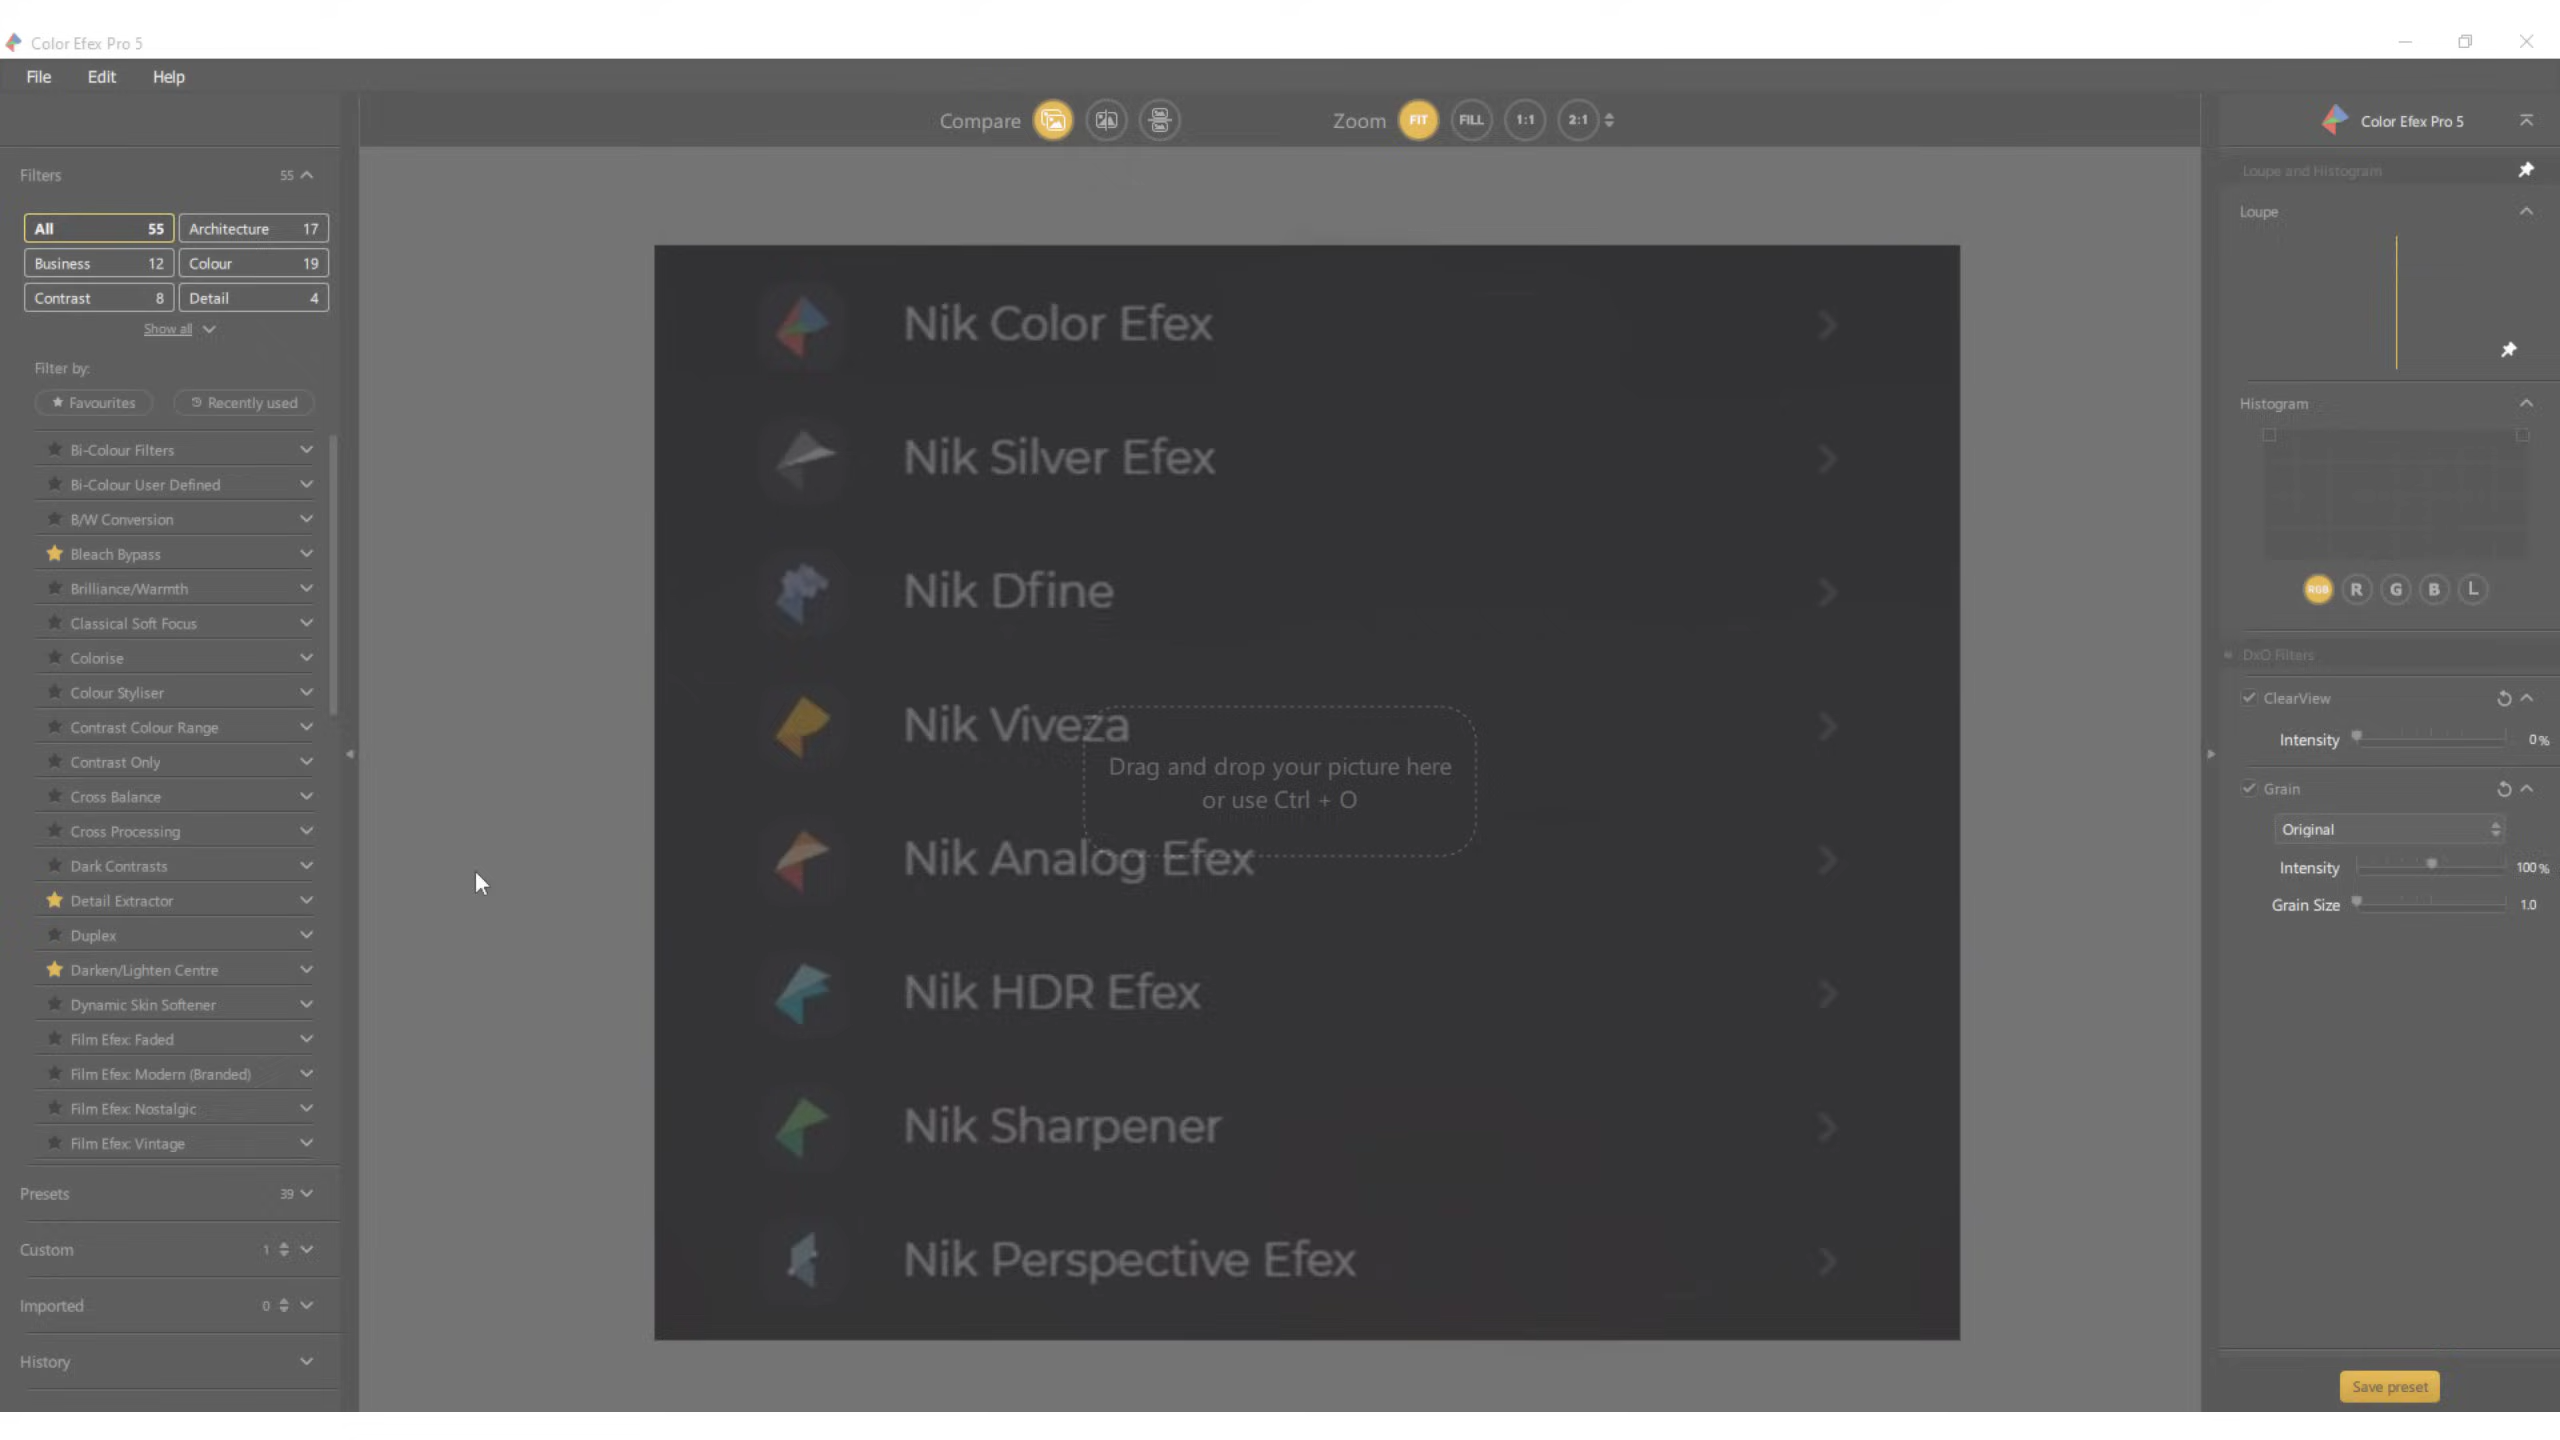 Color Efex Pro 5
File Edit Help
Compare Zoom FIT FILL 1:1 2:1
Color Efex Pro 5
Filters 55
All 55 Architecture 17
Business 12 Colour 19
Contrast 8 Detail 4
Show all
Filter by:
Favourites Recently used
Bi-Colour Filters
Bi-Colour User Defined
B/W Conversion
Bleach Bypass
Brilliance/Warmth
Classical Soft Focus
Colorise
Colour Styliser
Contrast Colour Range
Contrast Only
Cross Balance
Cross Processing
Dark Contrasts
Detail Extractor
Duplex
Darken/Lighten Centre
Dynamic Skin Softener
Film Efex: Faded
Film Efex: Modern (Branded)
Film Efex: Nostalgic
Film Efex: Vintage
Presets 39
Custom 1
Imported 0
History
Nik Color Efex
Nik Silver Efex
Nik Dfine
Nik Viveza
Drag and drop your picture here
or use Ctrl + O
Nik Analog Efex
Nik HDR Efex
Nik Sharpener
Nik Perspective Efex
Loupe and Histogram
Loupe
Histogram
RGB R G B L
DxO Filters
ClearView
Intensity 0%
Grain
Original
Intensity 100%
Grain Size 1.0
Save preset